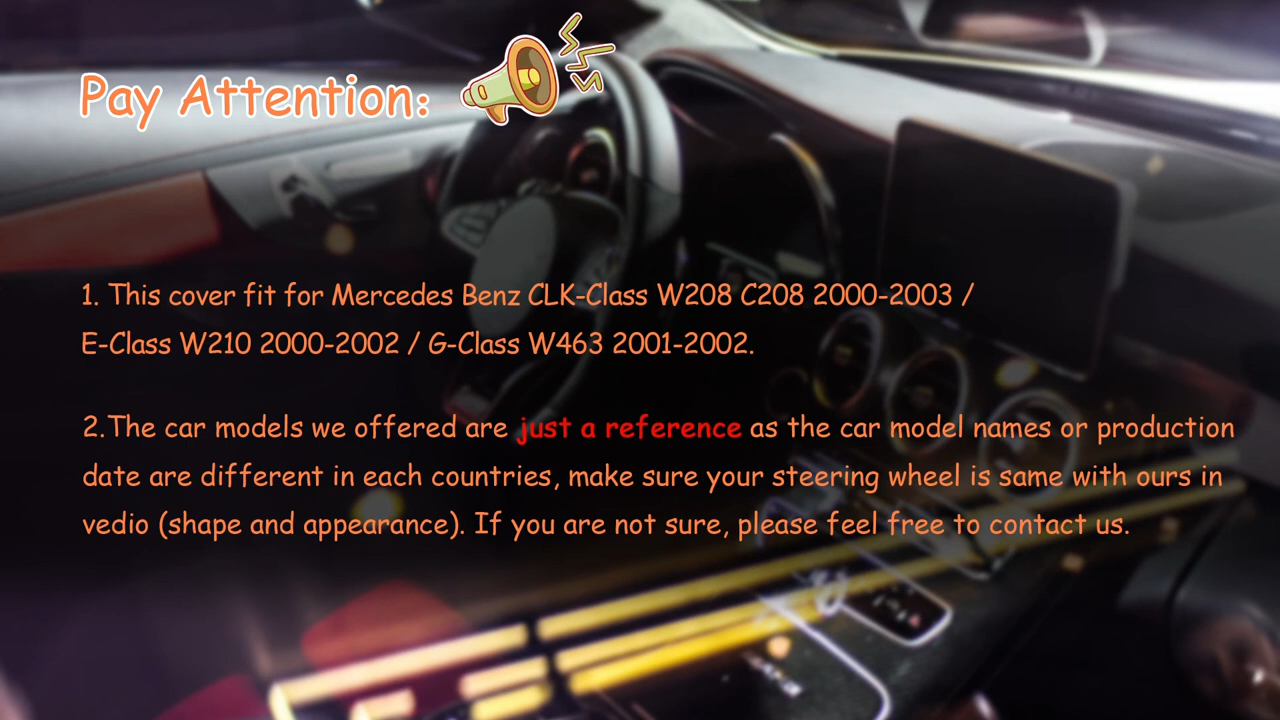 Pay Attention:
1. This cover fit for Mercedes Benz CLK-Class W208 C208 2000-2003 /
E-Class W210 2000-2002 / G-Class W463 2001-2002.
2.The car models we offered are just a reference as the car model names or production
date are different in each countries, make sure your steering wheel is same with ours in
vedio (shape and appearance). If you are not sure, please feel free to contact us.